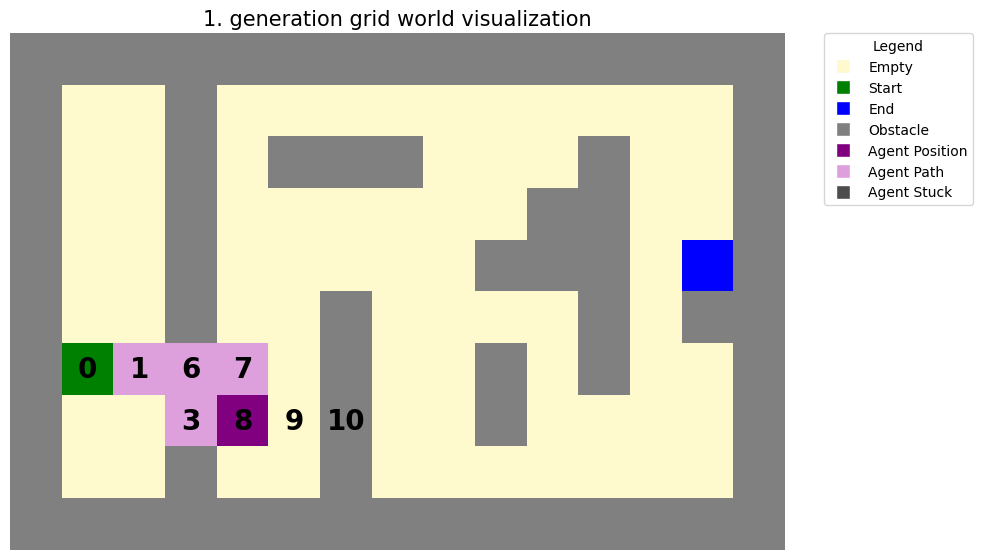 1. generation grid world visualization
Legend
Empty
Start
End
Obstacle
Agent Position
Agent Path
Agent Stuck
0 1 6 7
3 8 9 10